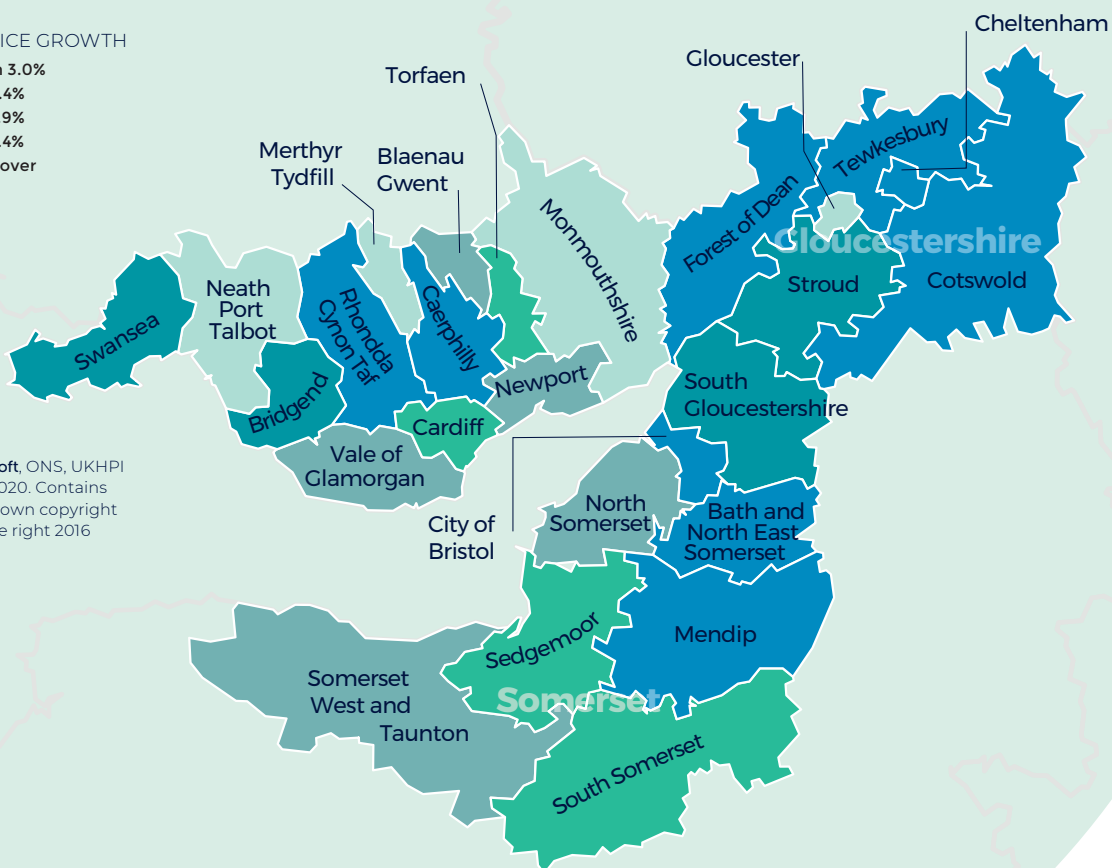 ICE GROWTH
3.0%
.4%
.9%
.4%
over
Cheltenham
Gloucester
Torfaen
Merthyr
Tydfill
Blaenau
Gwent
Tewkesbury
Forest of Dean
Monmouthshire
Gloucestershire
Stroud
Cotswold
Neath
Port
Talbot
Rhondda
Cynon Taf
Caerphilly
Swansea
Newport
Bridgend
South
Gloucestershire
Cardiff
Vale of
Glamorgan
oft, ONS, UKHPI
020. Contains
own copyright
e right 2016
City of
Bristol
North
Somerset
Bath and
North East
Somerset
Mendip
Sedgemoor
Somerset
Somerset
West and
Taunton
South Somerset